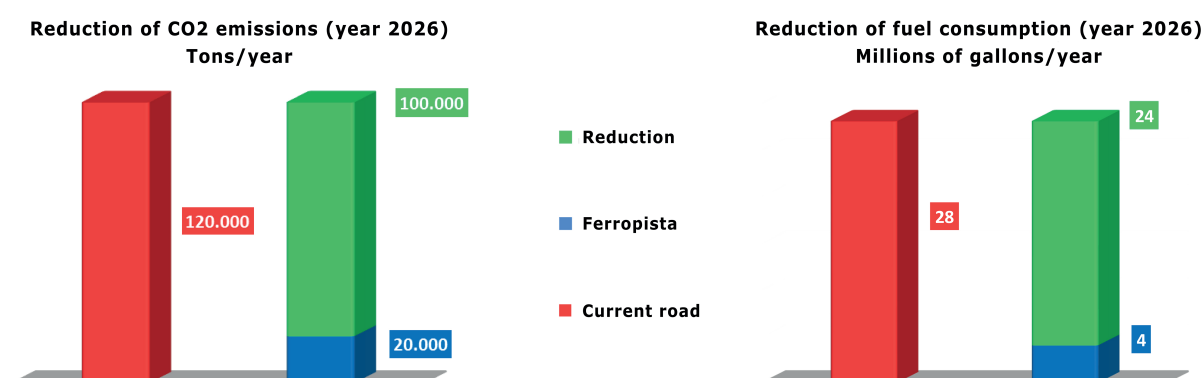 Reduction of CO2 emissions (year 2026)
Tons/year
100.000
120.000
20.000
Reduction
Ferropista
Current road
Reduction of fuel consumption (year 2026)
Millions of gallons/year
24
28
4